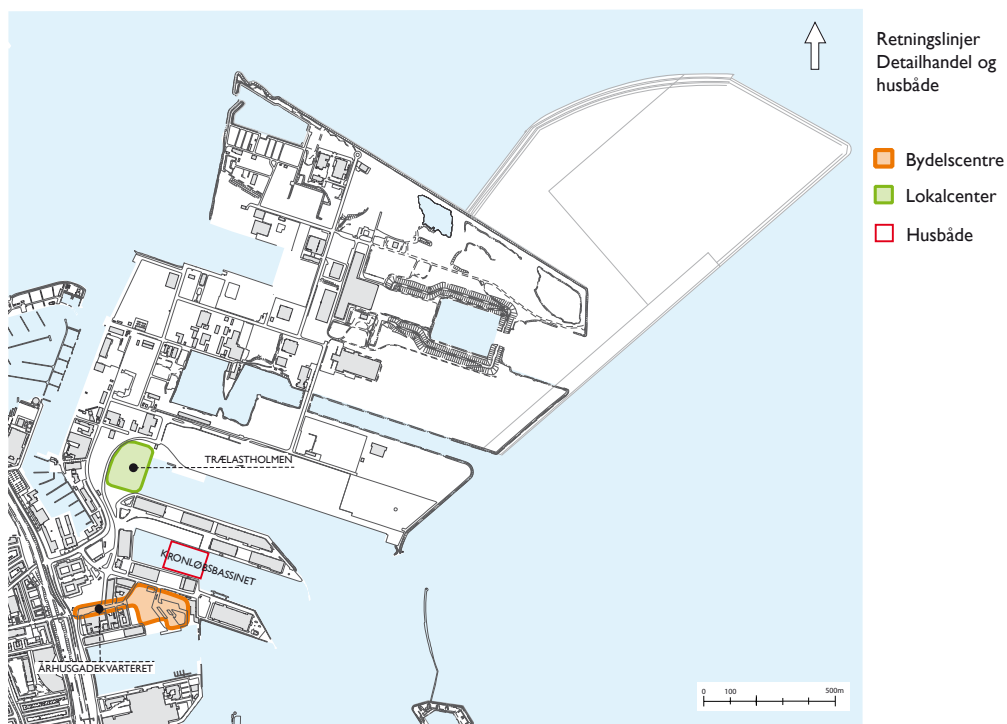 Retningslinjer
Detailhandel og
husbåde
Bydelscentre
Lokalcenter
Husbåde
TRÆLASTHOLMEN
KRONLØBSBASSINET
ÅRHUSGADEKVARTERET
0 100 500m